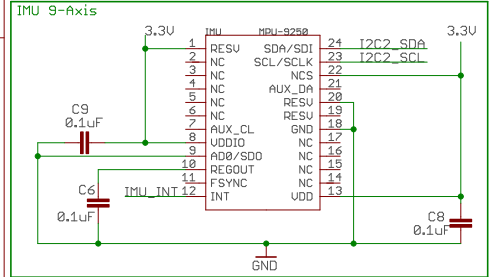 IMU 9-Axis
3.3V IMU MPU-9250 3.3V
1 RESV SDA/SDI 24 I2C2_SDA
2 NC SCL/SCLK 23 I2C2_SCL
3 NC NCS 22
4 NC AUX_DA 21
5 NC RESV 20
6 NC RESV 19
7 AUX_CL GND 18
8 VDDIO NC 17
9 AD0/SDO NC 16
10 REGOUT NC 15
11 FSYNC NC 14
IMU_INT 12 INT VDD 13
C9
0.1uF
C6
0.1uF
C8
0.1uF
GND